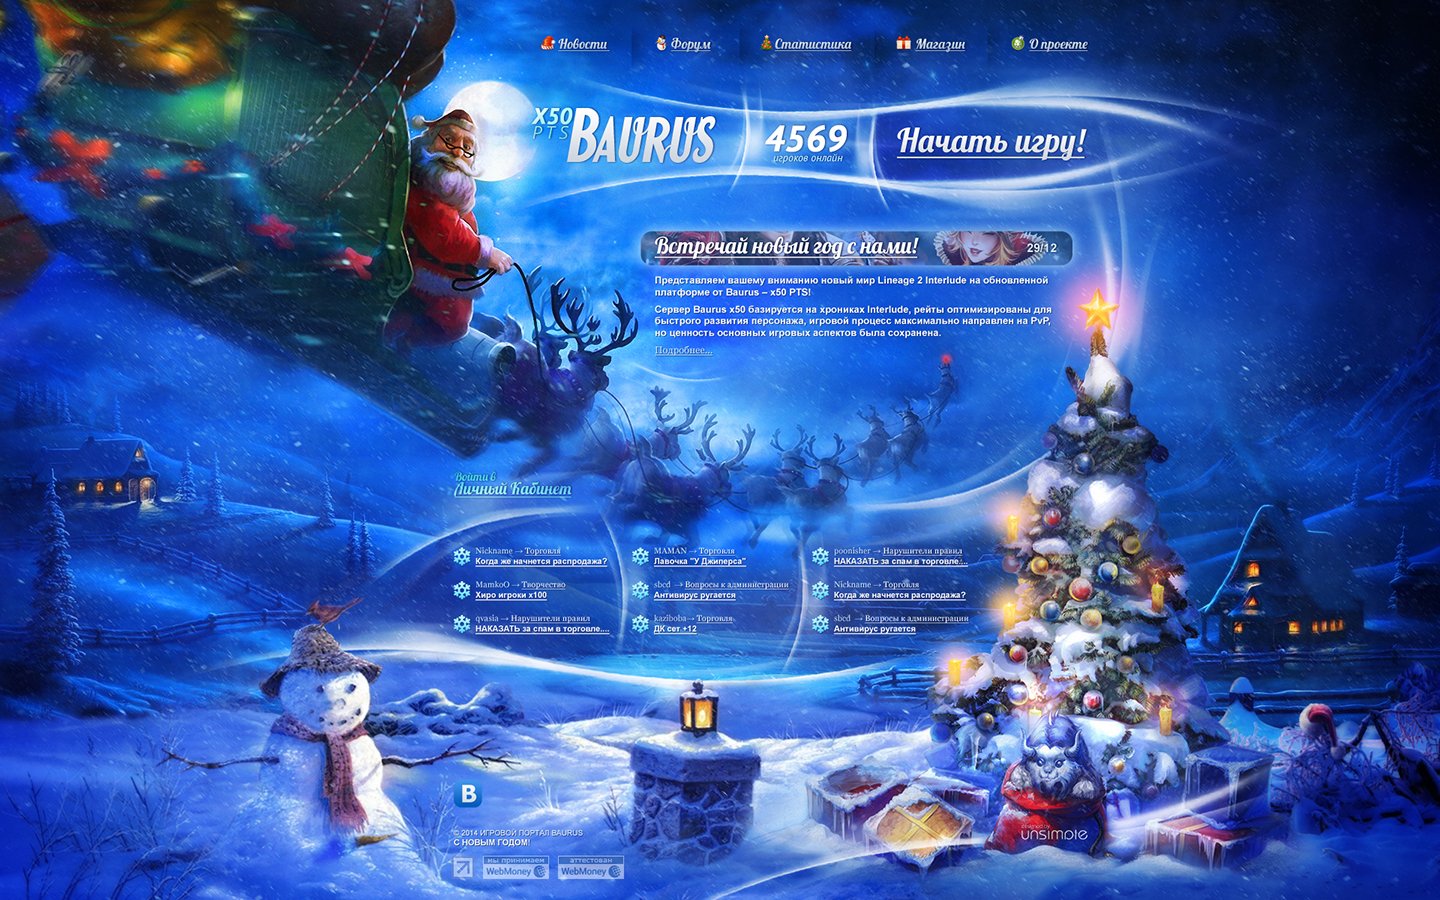 Новости
Форум
Статистика
Магазин
О проекте
X50
PTS
BAURUS
4569
игроков онлайн
Начать игру!
Встречай новый год с нами!
29/12
Представляем вашему вниманию новый мир Lineage 2 Interlude на обновленной
платформе от Baurus – x50 PTS!
Сервер Baurus x50 базируется на хрониках Interlude, рейты оптимизированы для
быстрого развития персонажа, игровой процесс максимально направлен на PvP,
но ценность основных игровых аспектов была сохранена.
Подробнее...
Войти в
Личный Кабинет
Nickname → Торговля
Когда же начнется распродажа?
MAMAN → Торговля
Лавочка "У Джиперса"
poonisher → Нарушители правил
НАКАЗАТЬ за спам в торговле....
MamkoO → Творчество
Хиро игроки x100
sbcd → Вопросы к администрации
Антивирус ругается
Nickname → Торговля
Когда же начнется распродажа?
qvasia → Нарушители правил
НАКАЗАТЬ за спам в торговле....
kaziboba → Торговля
ДК сет +12
sbcd → Вопросы к администрации
Антивирус ругается
B
© 2014 ИГРОВОЙ ПОРТАЛ BAURUS
С НОВЫМ ГОДОМ!
мы принимаем
WebMoney
аттестован
WebMoney
designed by
unsimple